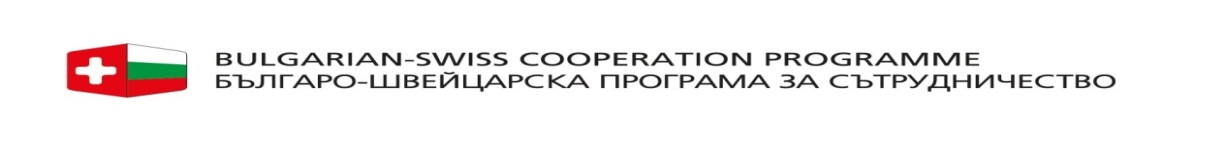 BULGARIAN-SWISS COOPERATION PROGRAMME
БЪЛГАРО-ШВЕЙЦАРСКА ПРОГРАМА ЗА СЪТРУДНИЧЕСТВО